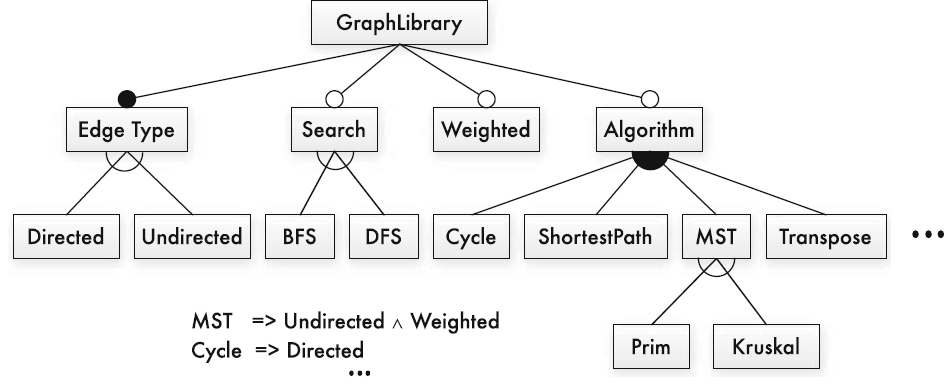 GraphLibrary
Edge Type Search Weighted Algorithm
Directed Undirected BFS DFS Cycle ShortestPath MST Transpose •••
MST => Undirected ∧ Weighted
Cycle => Directed
•••
Prim Kruskal